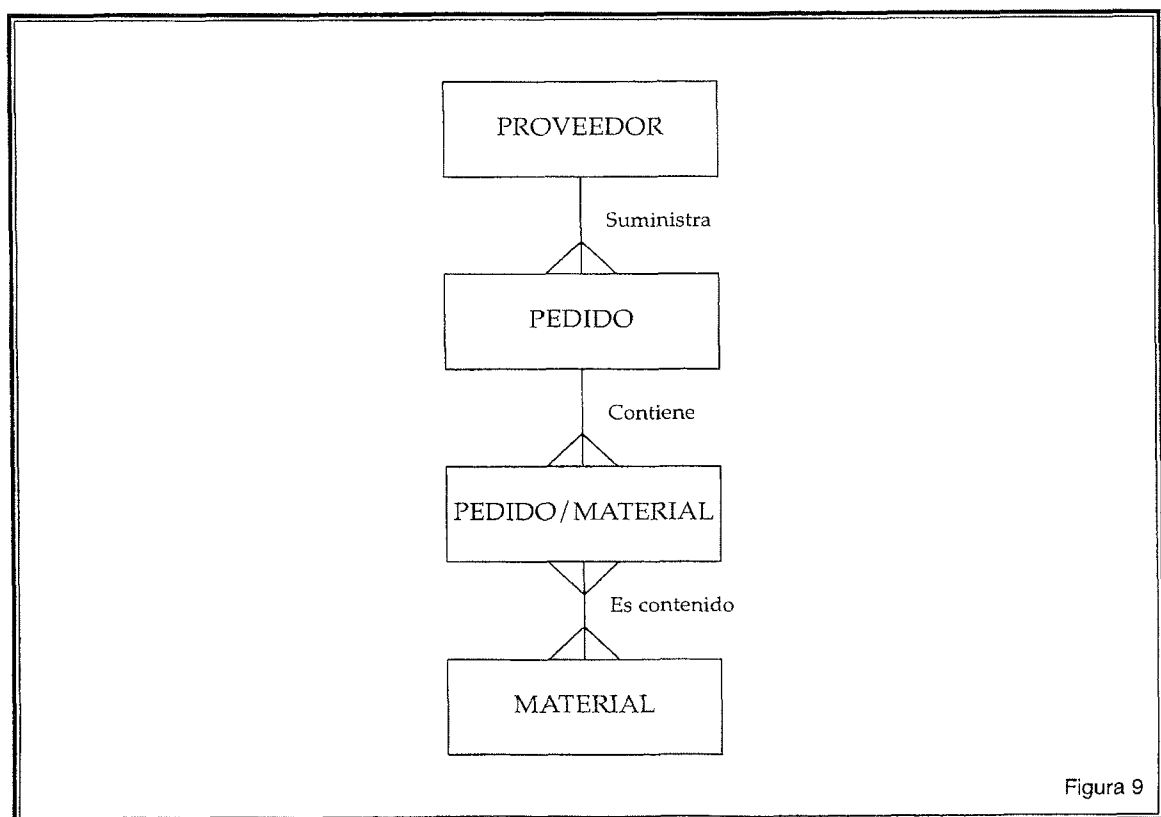 PROVEEDOR
Suministra
PEDIDO
Contiene
PEDIDO/MATERIAL
Es contenido
MATERIAL
Figura 9